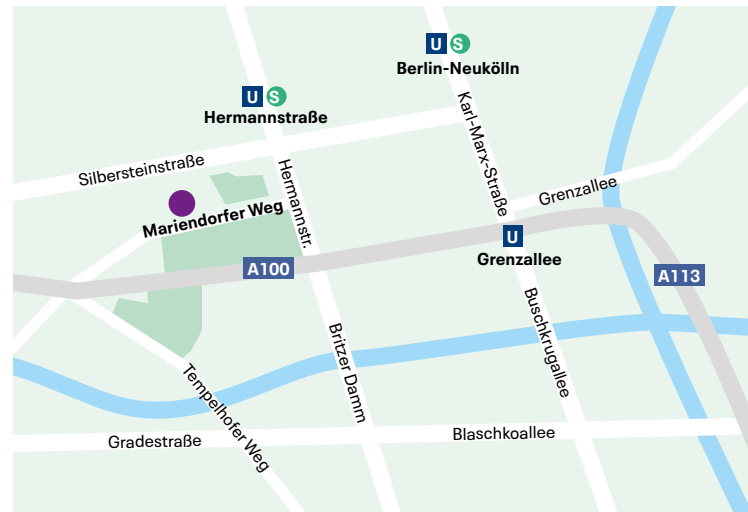 U S
Berlin-Neukölln
U S
Hermannstraße
Karl-Marx-Straße
Silbersteinstraße
Hermannstr.
Grenzallee
Mariendorfer Weg
U
Grenzallee
A100
A113
Buschkrugallee
Britzer Damm
Tempelhofer Weg
Gradestraße
Blaschkoallee